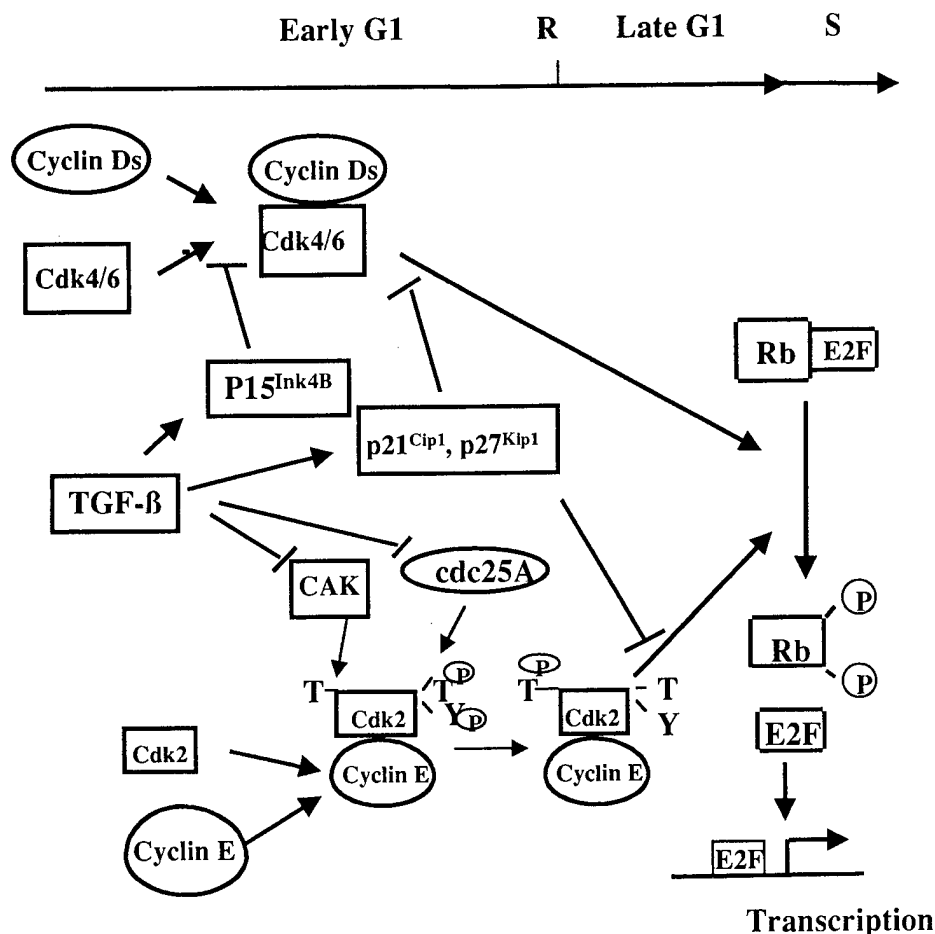 Early G1 R Late G1 S
Cyclin Ds
Cyclin Ds
Cdk4/6
Cdk4/6
Rb E2F
P15Ink4B
p21Cip1, p27Kip1
TGF-ß
cdc25A
CAK
P
Rb
P
T T P
Y P
Cdk2
P
T T
Y
Cdk2
E2F
Cdk2
Cyclin E
Cyclin E
Cyclin E
E2F
Transcription